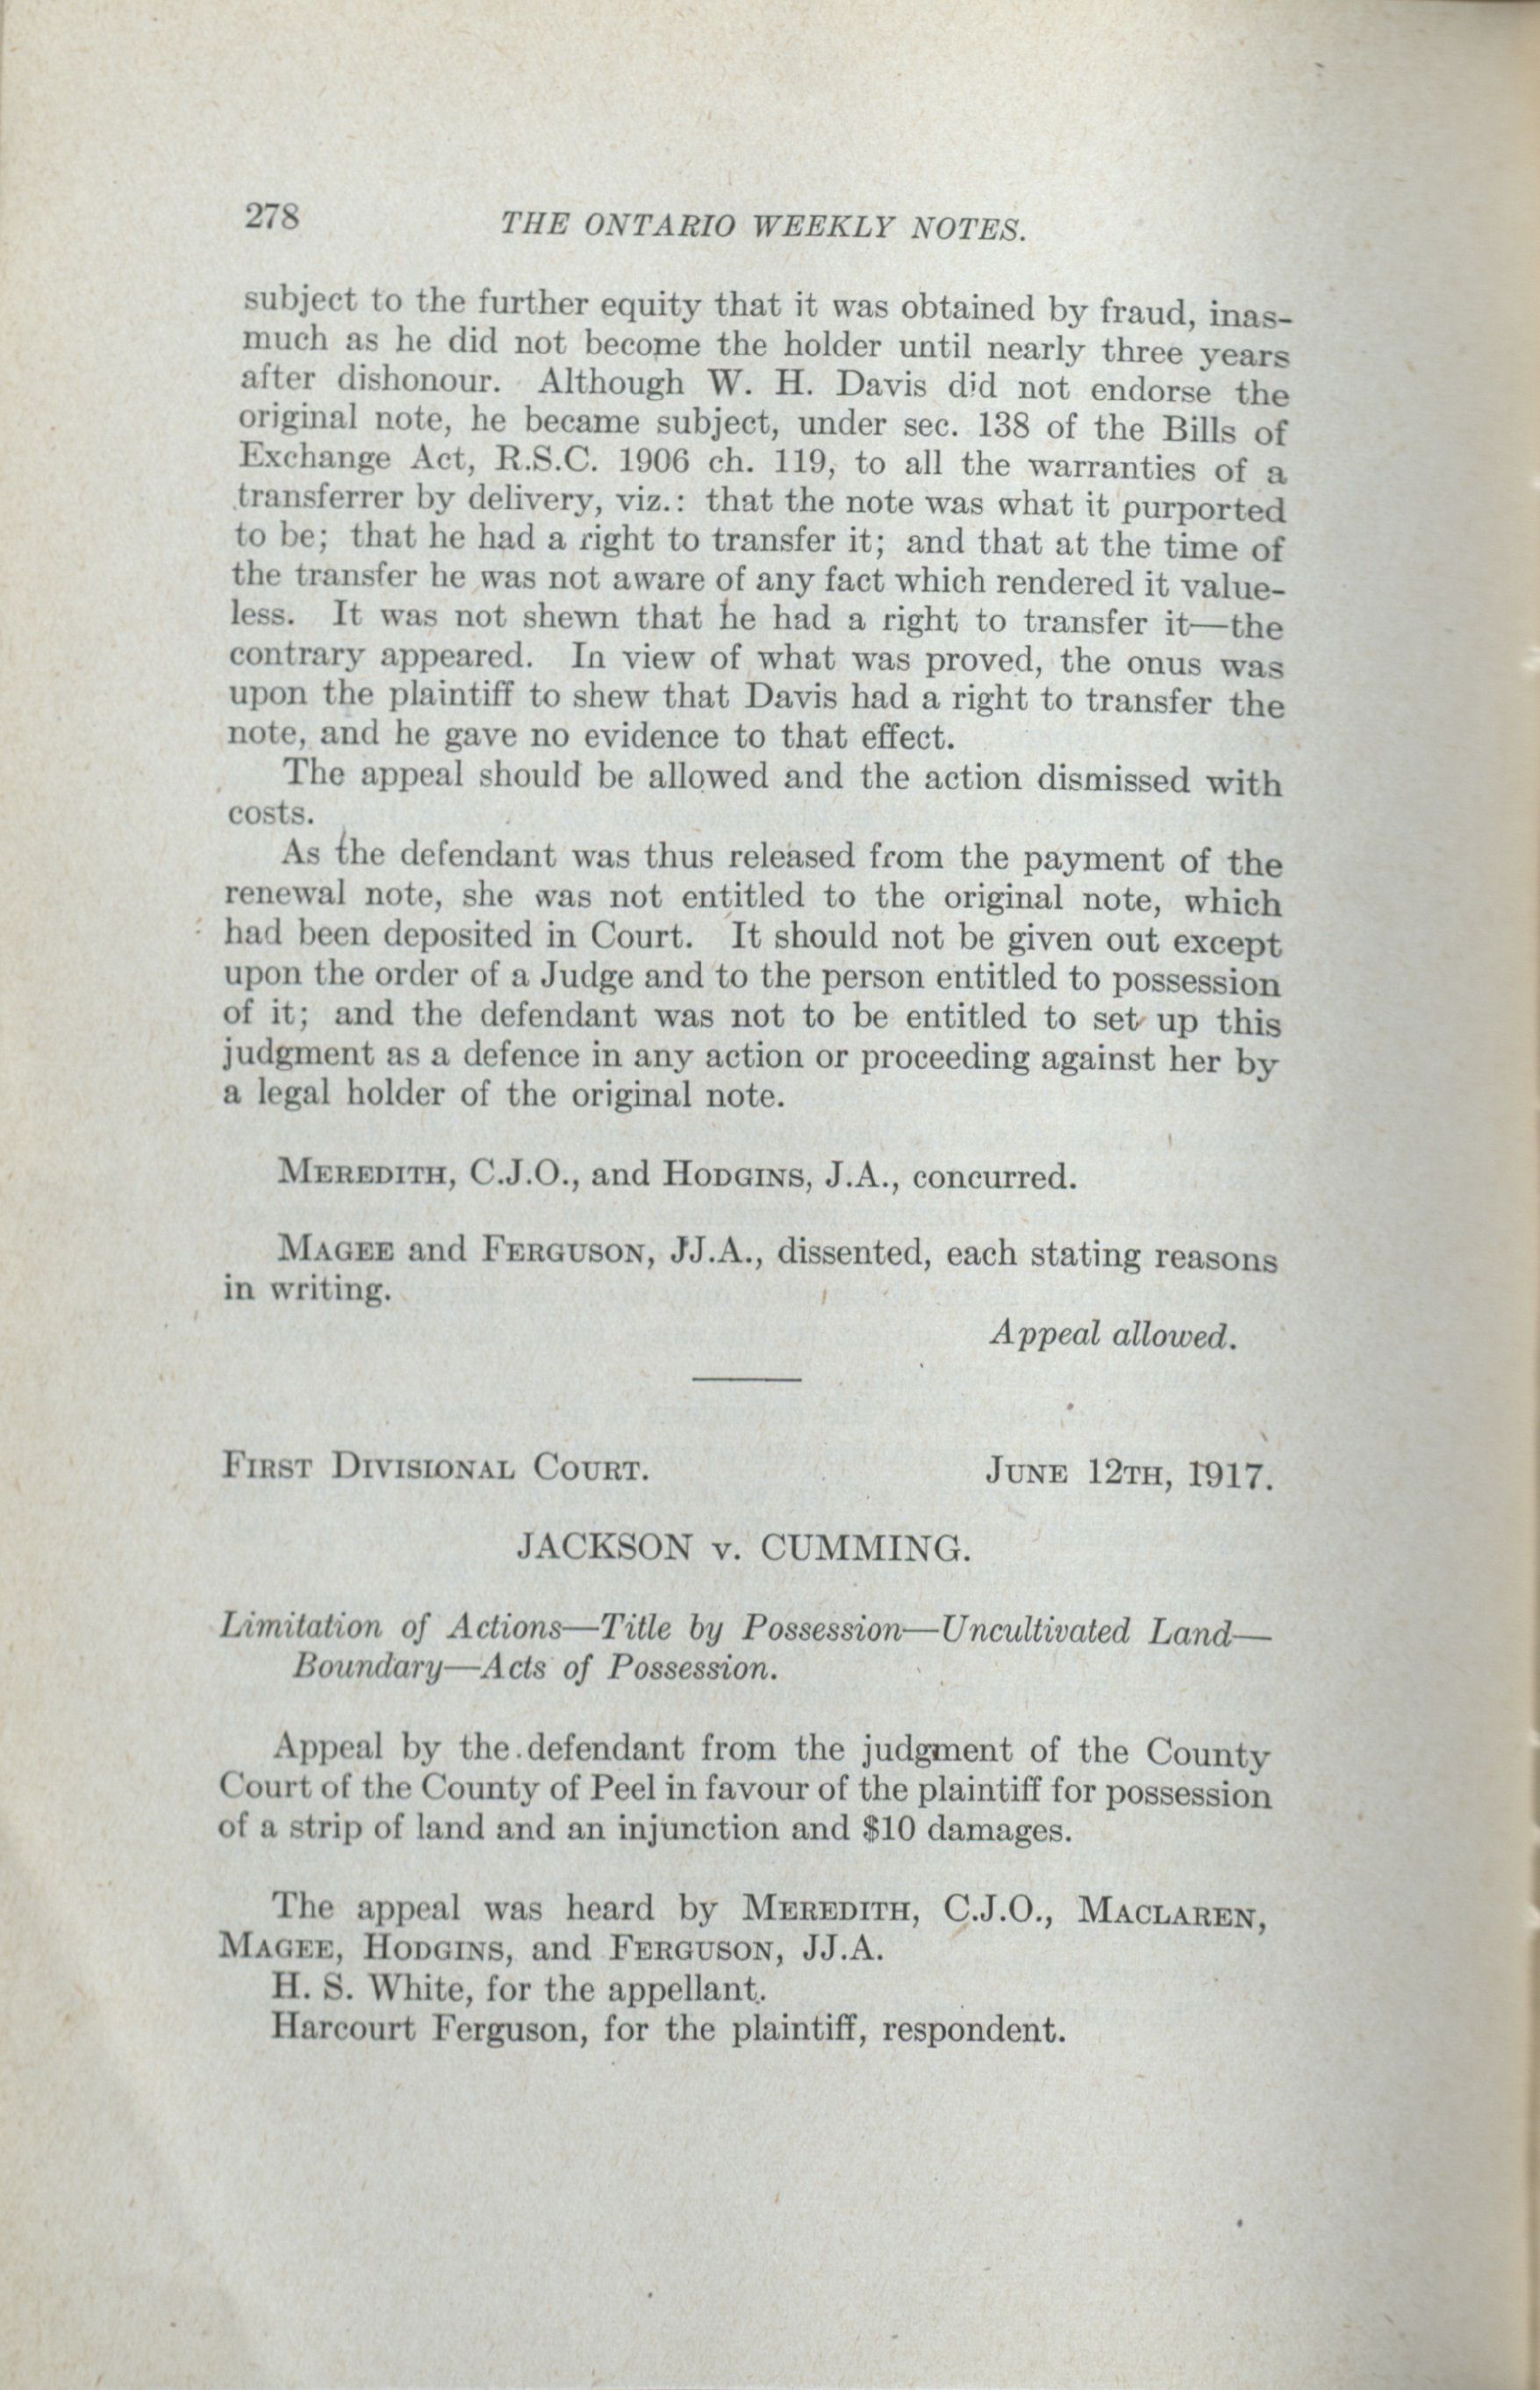 278
THE ONTARIO WEEKLY NOTES.
subject to the further equity that it was obtained by fraud, inas-
much as he did not become the holder until nearly three years
after dishonour. Although W. H. Davis did not endorse the
original note, he became subject, under sec. 138 of the Bills of
Exchange Act, R.S.C. 1906 ch. 119, to all the warranties of a
transferrer by delivery, viz.: that the note was what it purported
to be; that he had a right to transfer it; and that at the time of
the transfer he was not aware of any fact which rendered it value-
less. It was not shewn that he had a right to transfer it—the
contrary appeared. In view of what was proved, the onus was
upon the plaintiff to shew that Davis had a right to transfer the
note, and he gave no evidence to that effect.
The appeal should be allowed and the action dismissed with
costs.
As the defendant was thus released from the payment of the
renewal note, she was not entitled to the original note, which
had been deposited in Court. It should not be given out except
upon the order of a Judge and to the person entitled to possession
of it; and the defendant was not to be entitled to set up this
judgment as a defence in any action or proceeding against her by
a legal holder of the original note.
MEREDITH, C.J.O., and HODGINS, J.A., concurred.
MAGEE and FERGUSON, JJ.A., dissented, each stating reasons
in writing.
Appeal allowed.
FIRST DIVISIONAL COURT. JUNE 12TH, 1917.
JACKSON v. CUMMING.
Limitation of Actions—Title by Possession—Uncultivated Land—
Boundary—Acts of Possession.
Appeal by the defendant from the judgment of the County
Court of the County of Peel in favour of the plaintiff for possession
of a strip of land and an injunction and $10 damages.
The appeal was heard by MEREDITH, C.J.O., MACLAREN,
MAGEE, HODGINS, and FERGUSON, JJ.A.
H. S. White, for the appellant.
Harcourt Ferguson, for the plaintiff, respondent.